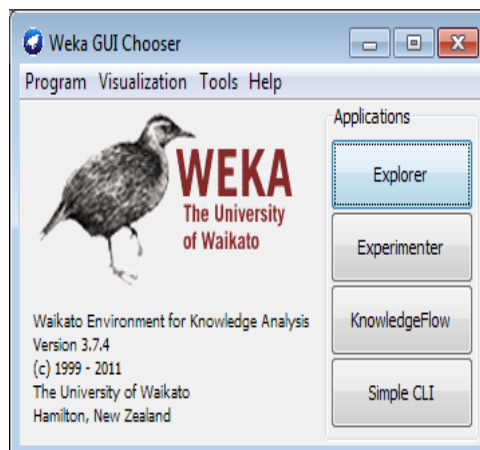 Weka GUI Chooser
Program Visualization Tools Help
WEKA
The University
of Waikato
Waikato Environment for Knowledge Analysis
Version 3.7.4
(c) 1999 - 2011
The University of Waikato
Hamilton, New Zealand
Applications
Explorer
Experimenter
KnowledgeFlow
Simple CLI